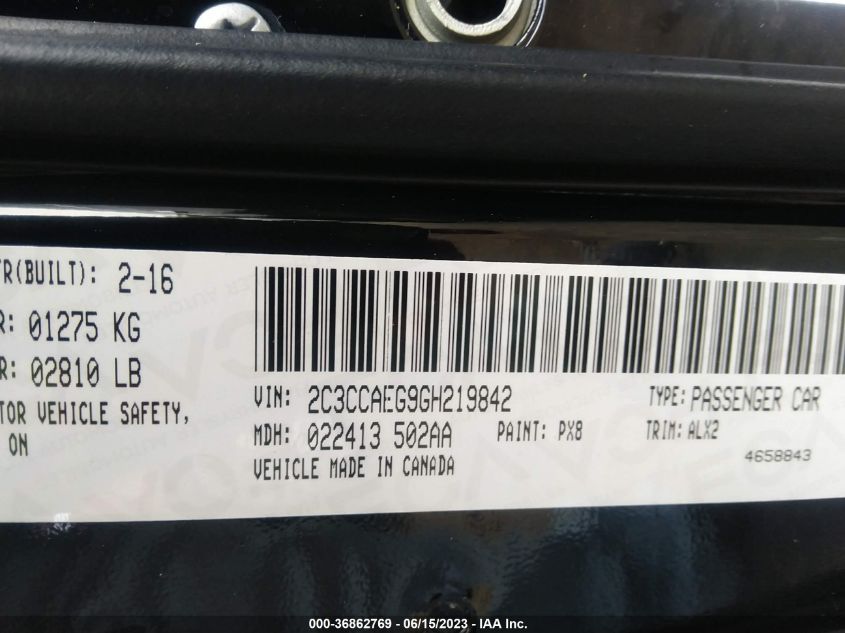 TR(BUILT): 2-16
R: 01275 KG
R: 02810 LB
TOR VEHICLE SAFETY,
ON
VIN: 2C3CCAEG9GH219842
TYPE: PASSENGER CAR
MDH: 022413 502AA
PAINT: PX8
TRIM: ALX2
VEHICLE MADE IN CANADA
4658843
000-36862769 - 06/15/2023 - IAA Inc.